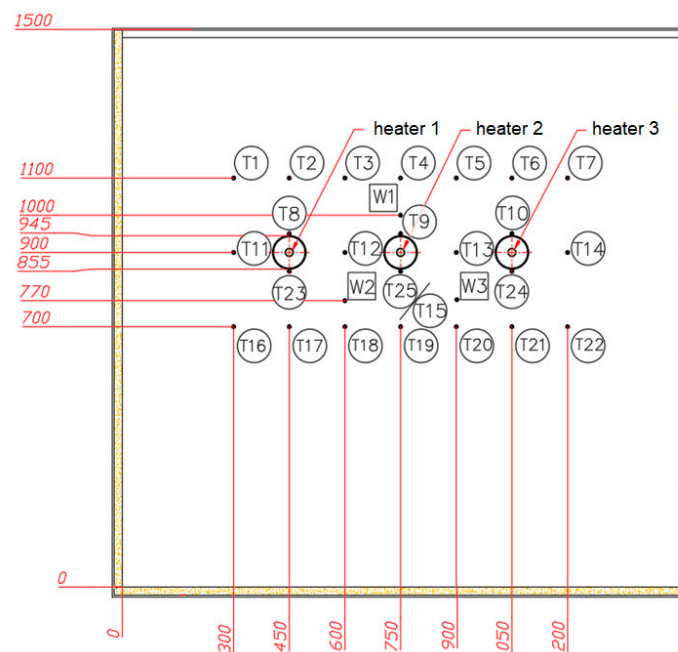 1500
heater 1 heater 2 heater 3
T1 T2 T3 T4 T5 T6 T7
1100
W1
1000
T8 T9 T10
945
900
T11 T12 T13 T14
855
T23 W2 T25 W3 T24
770
T15
700
T16 T17 T18 T19 T20 T21 T22
0
0 300 450 600 750 900 050 200